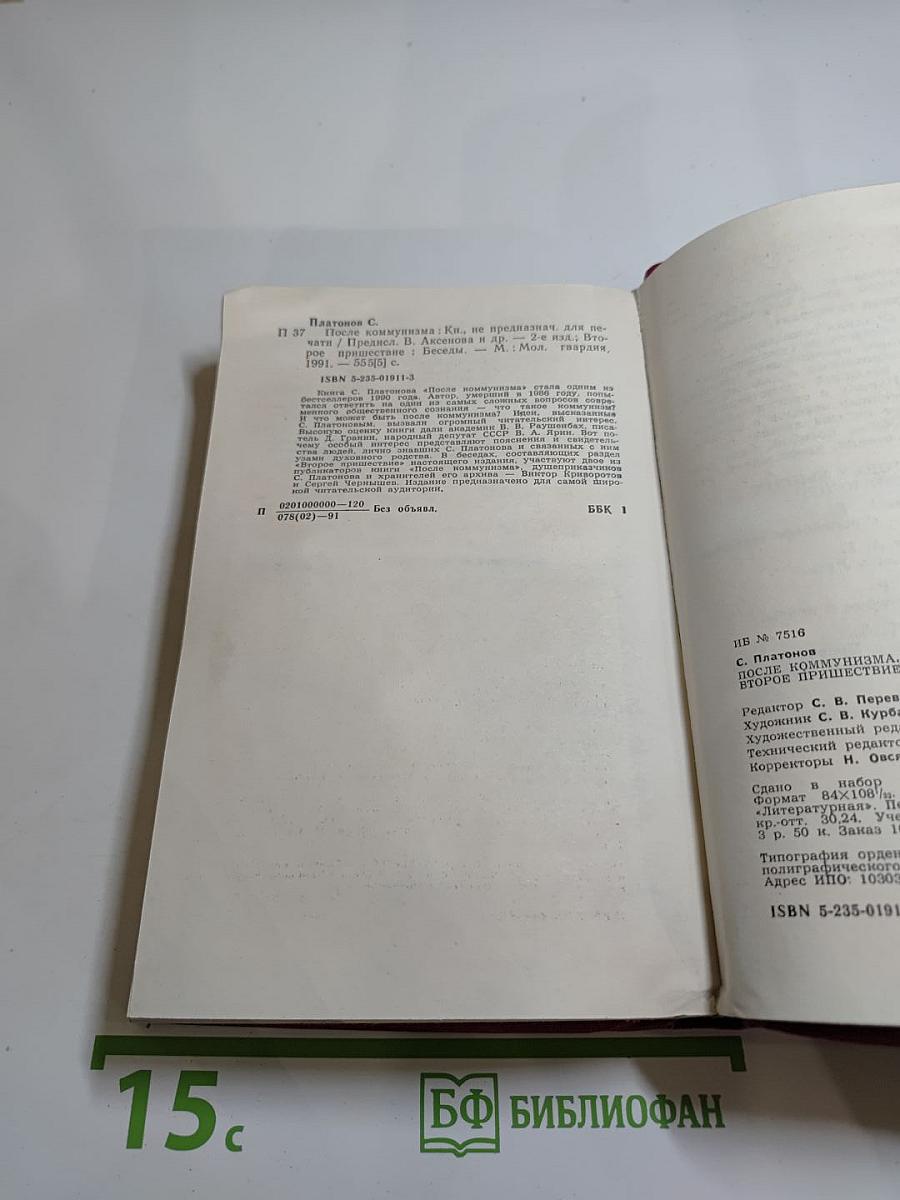 Платонов С.
П 37 После коммунизма : Кн., не предназнач. для пе-
чати / Предисл. В. Аксенова и др. — 2-е изд.; Вто-
рое пришествие : Беседы. — М. : Мол. гвардия,
1991. — 555[5] с.
ISBN 5-235-01911-3
Книга С. Платонова «После коммунизма» стала одним из
бестселлеров 1990 года. Автор, умерший в 1986 году, попы-
тался ответить на один из самых сложных вопросов совре-
менного общественного сознания — что такое коммунизм?
И что может быть после коммунизма? Идеи, высказанные
С. Платоновым, вызвали огромный читательский интерес.
Высокую оценку книги дали академик Б. В. Раушенбах, писа-
тель Д. Гранин, народный депутат СССР В. А. Ярин. Вот по-
чему особый интерес представляют пояснения и свидетель-
ства людей, лично знавших С. Платонова и связанных с ним
узами духовного родства. В беседах, составляющих раздел
«Второе пришествие» настоящего издания, участвуют двое из
публикаторов книги «После коммунизма», душеприказчиков
С. Платонова и хранителей его архива — Виктор Криворотов
и Сергей Чернышев. Издание предназначено для самой широ-
кой читательской аудитории.
П 0201000000—120
078(02)—91 Без объявл. ББК 1
ИБ № 7516
С. Платонов
ПОСЛЕ КОММУНИЗМА.
ВТОРОЕ ПРИШЕСТВИЕ
Редактор С. В. Перев
Художник С. В. Курба
Художественный реда
Технический редакто
Корректоры Н. Овся
Сдано в набор
Формат 84×108¹/₃₂.
«Литературная». Пе
кр.-отт. 30,24. Уче
3 р. 50 к. Заказ 1
Типография орден
полиграфического
Адрес ИПО: 10303
ISBN 5-235-0191
15 с
БФ БИБЛИОФАН